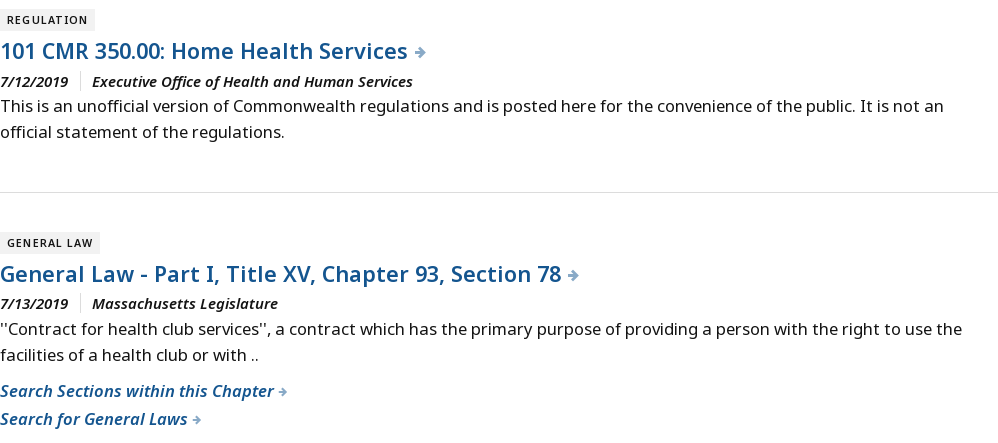 REGULATION
101 CMR 350.00: Home Health Services
7/12/2019 Executive Office of Health and Human Services
This is an unofficial version of Commonwealth regulations and is posted here for the convenience of the public. It is not an
official statement of the regulations.
GENERAL LAW
General Law - Part I, Title XV, Chapter 93, Section 78
7/13/2019 Massachusetts Legislature
''Contract for health club services'', a contract which has the primary purpose of providing a person with the right to use the
facilities of a health club or with ..
Search Sections within this Chapter
Search for General Laws